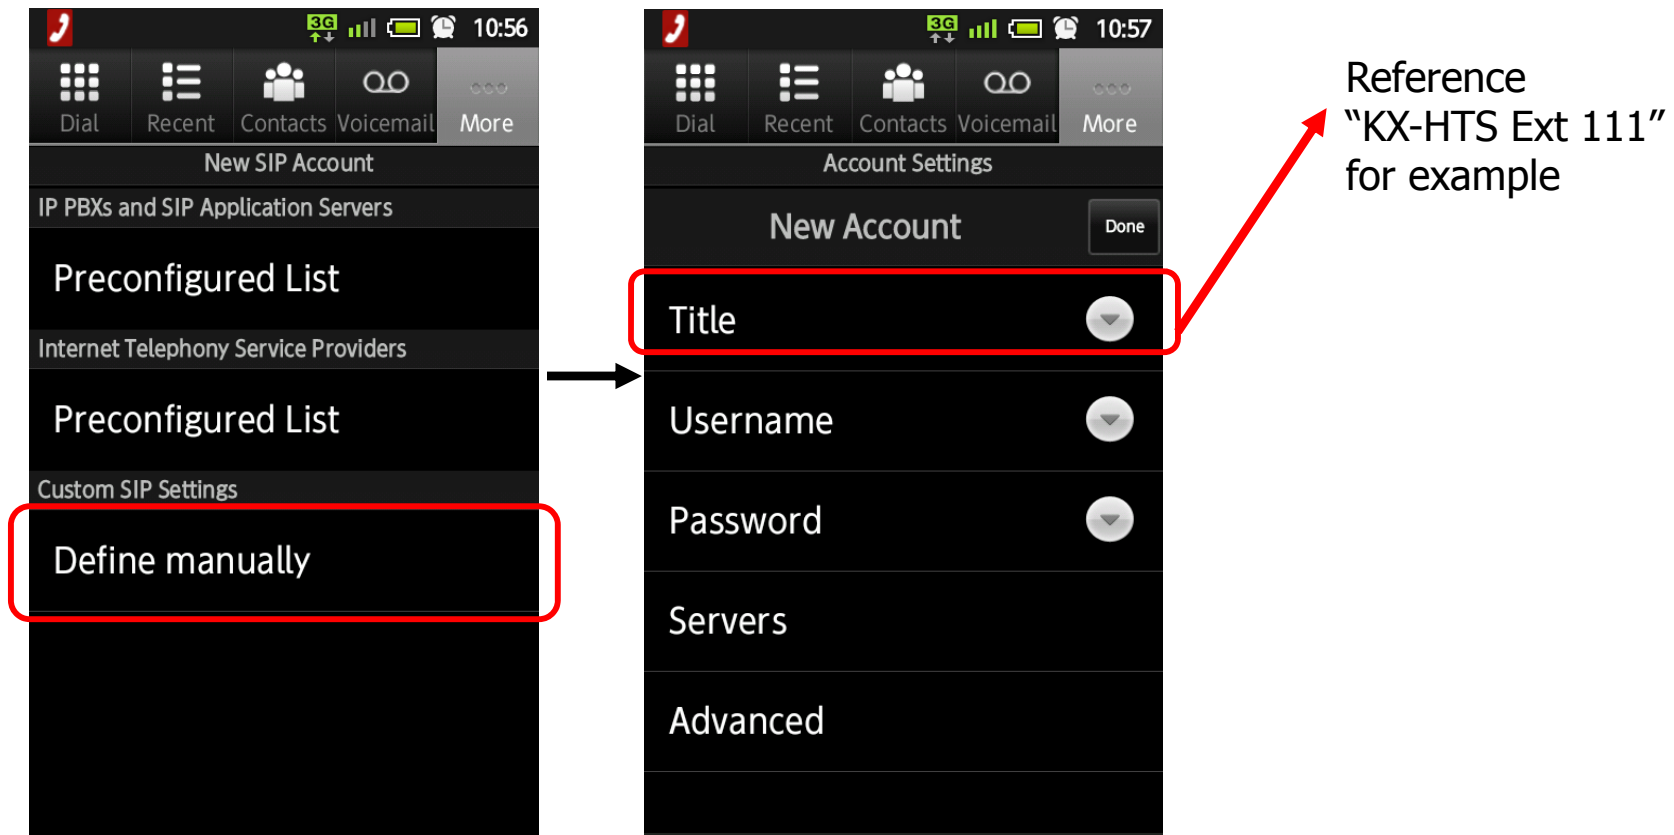 3G 10:56
Dial Recent Contacts Voicemail More
New SIP Account
IP PBXs and SIP Application Servers
Preconfigured List
Internet Telephony Service Providers
Preconfigured List
Custom SIP Settings
Define manually
3G 10:57
Dial Recent Contacts Voicemail More
Account Settings
New Account Done
Title
Username
Password
Servers
Advanced
Reference
“KX-HTS Ext 111”
for example